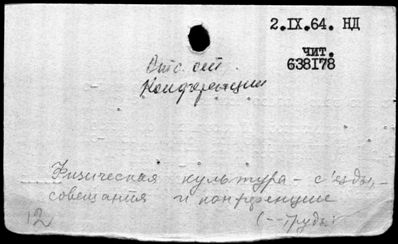 2.IX.64. НД
чит.
638178
Отс. см.
Конференции
Физическая культура - съезды,
совещания и конференции
(--Труды:
12